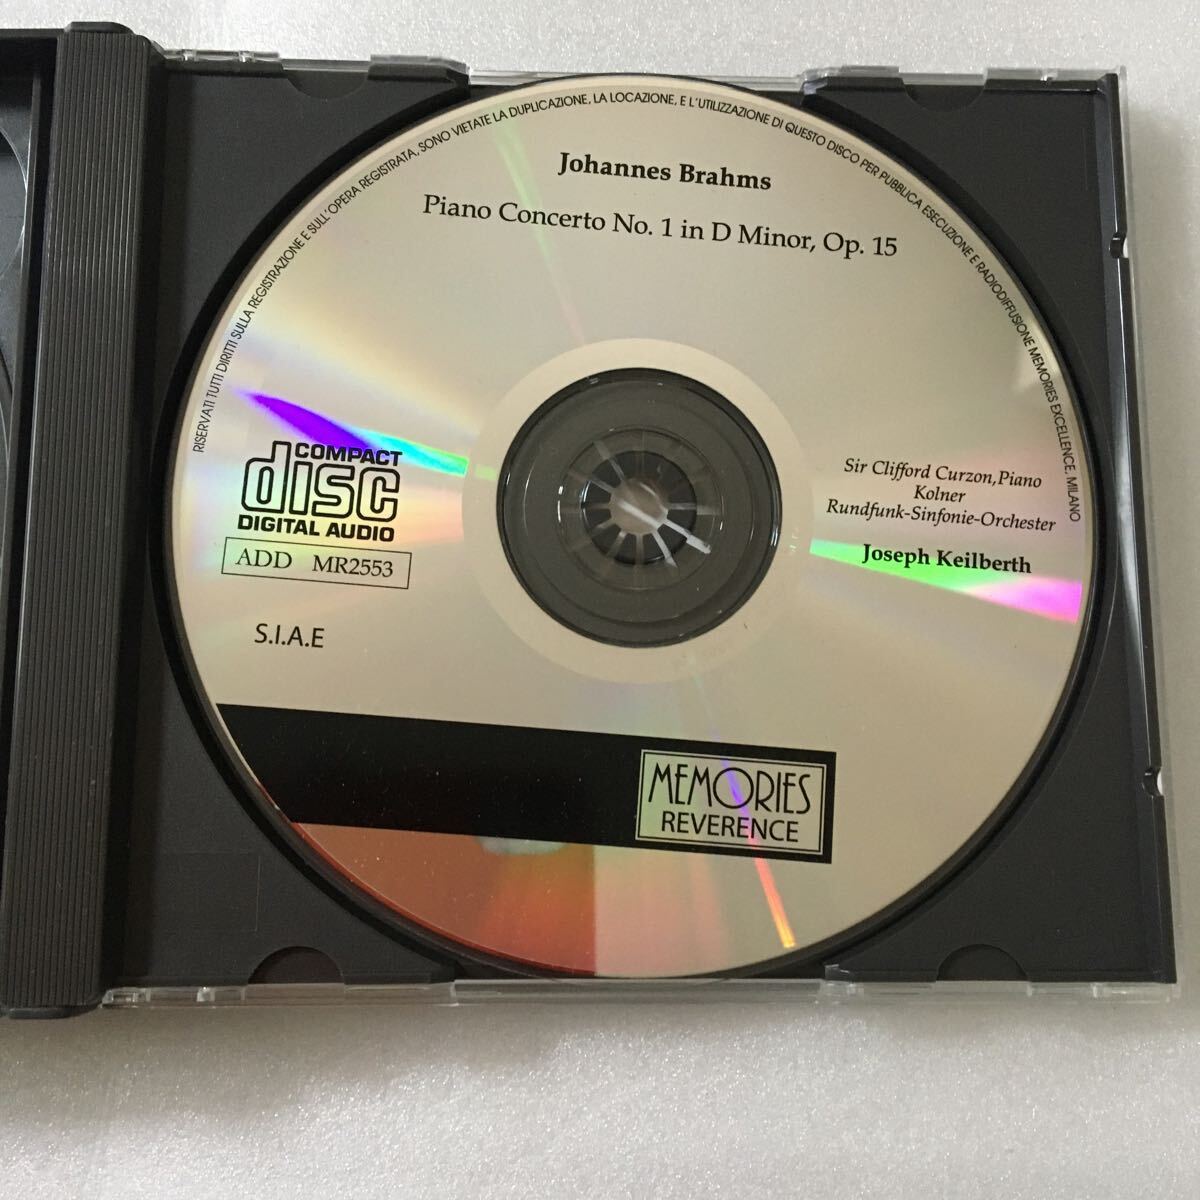 RISERVATI TUTTI DIRITTI SULLA REGISTRAZIONE E SULL'OPERA REGISTRATA, SONO VIETATE LA DUPLICAZIONE, LA LOCAZIONE, E L'UTILIZZAZIONE DI QUESTO DISCO PER PUBBLICA ESECUZIONE E RADIODIFFUSIONE MEMORIES EXCELLENCE, MILANO
Johannes Brahms
Piano Concerto No. 1 in D Minor, Op. 15
COMPACT
disc
DIGITAL AUDIO
ADD MR2553
S.I.A.E
Sir Clifford Curzon,Piano
Kolner
Rundfunk-Sinfonie-Orchester
Joseph Keilberth
MEMORIES
REVERENCE